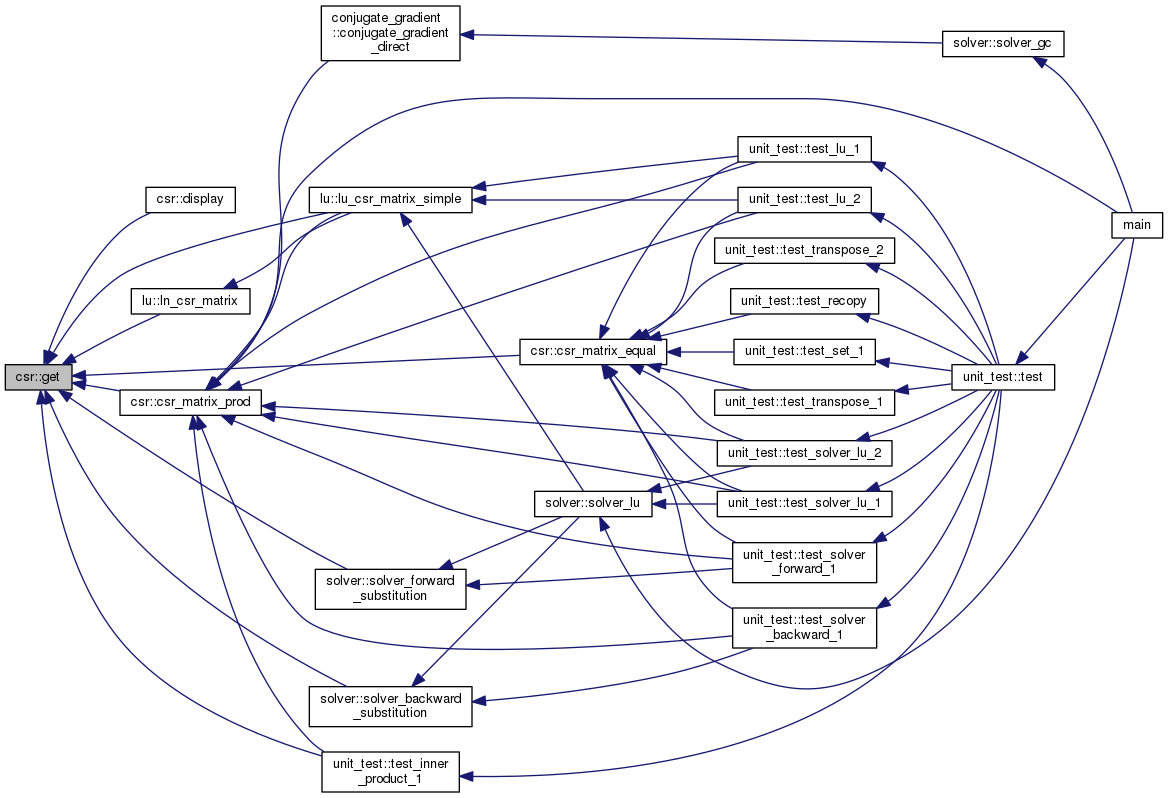 conjugate_gradient
::conjugate_gradient
_direct
solver::solver_gc
unit_test::test_lu_1
csr::display
lu::lu_csr_matrix_simple
unit_test::test_lu_2
main
unit_test::test_transpose_2
lu::ln_csr_matrix
unit_test::test_recopy
csr::csr_matrix_equal
unit_test::test_set_1
csr::get
unit_test::test
csr::csr_matrix_prod
unit_test::test_transpose_1
unit_test::test_solver_lu_2
solver::solver_lu
unit_test::test_solver_lu_1
unit_test::test_solver
_forward_1
solver::solver_forward
_substitution
unit_test::test_solver
_backward_1
solver::solver_backward
_substitution
unit_test::test_inner
_product_1